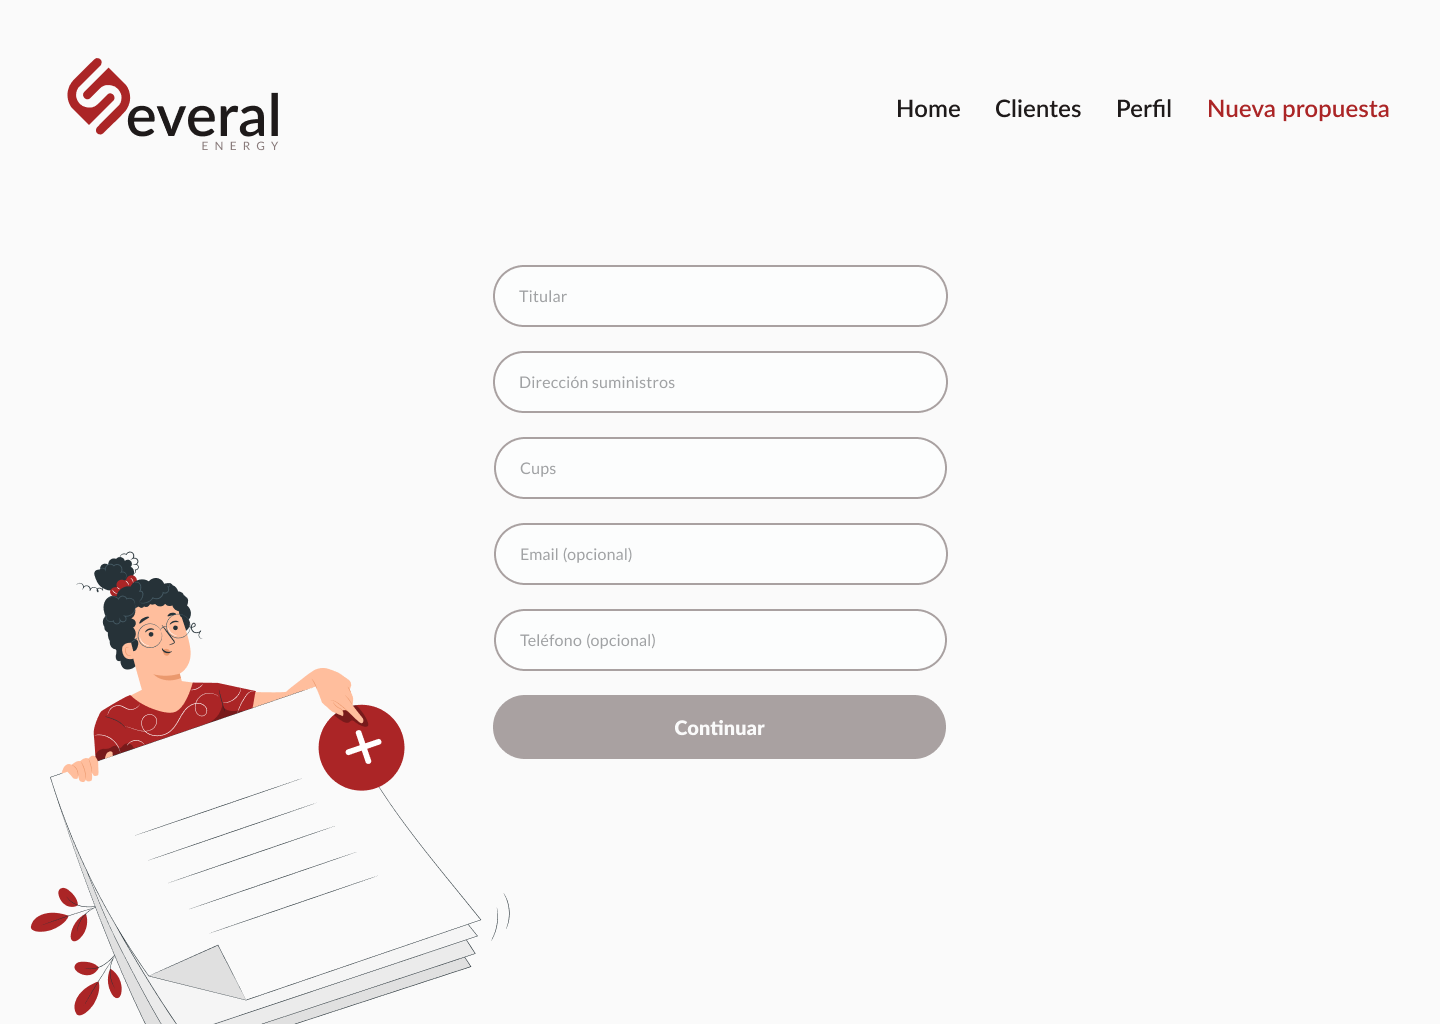 everal
ENERGY
Home Clientes Perfil Nueva propuesta
Titular
Dirección suministros
Cups
Email (opcional)
Teléfono (opcional)
Continuar